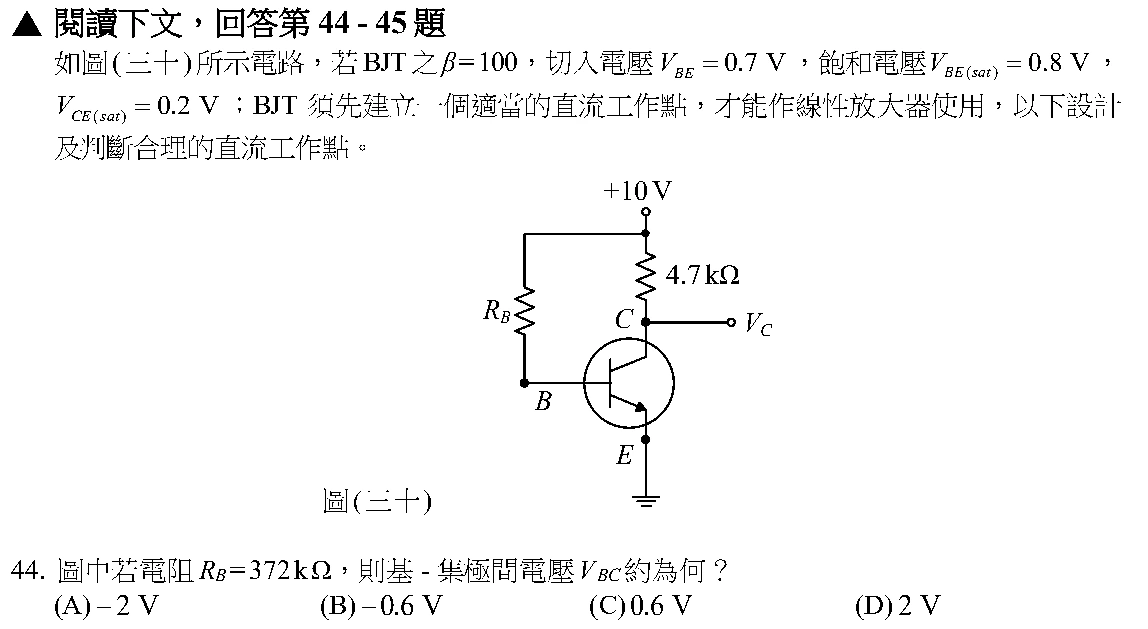 ▲ 閱讀下文，回答第 44 - 45 題
如圖(三十)所示電路，若 BJT 之 β=100，切入電壓 V_BE = 0.7 V ，飽和電壓 V_BE(sat) = 0.8 V ，
V_CE(sat) = 0.2 V ；BJT 須先建立一個適當的直流工作點，才能作線性放大器使用，以下設計
及判斷合理的直流工作點。
+10 V
4.7 kΩ
R_B
C
V_C
B
E
圖(三十)
44. 圖中若電阻 R_B=372 kΩ，則基 - 集極間電壓 V_BC 約為何？
(A) – 2 V (B) – 0.6 V (C) 0.6 V (D) 2 V